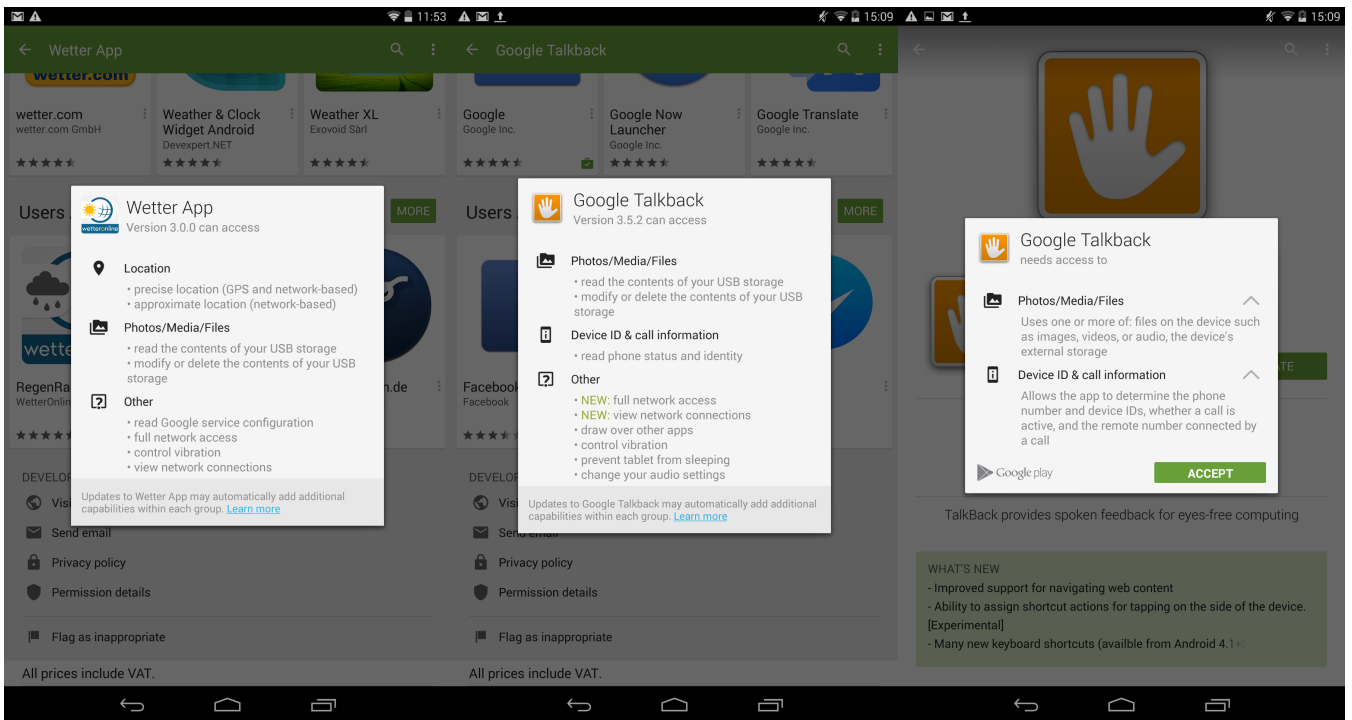 11:53
Wetter App
wetter.com
wetter.com
wetter.com GmbH
Weather & Clock
Widget Android
Devexpert.NET
Weather XL
Exovoid Sàrl
Users
MORE
Wetter App
Version 3.0.0 can access
wetteronline
Location
• precise location (GPS and network-based)
• approximate location (network-based)
Photos/Media/Files
• read the contents of your USB storage
• modify or delete the contents of your USB
storage
Other
• read Google service configuration
• full network access
• control vibration
• view network connections
Updates to Wetter App may automatically add additional
capabilities within each group. Learn more
Send email
Privacy policy
Permission details
Flag as inappropriate
All prices include VAT.
15:09
Google Talkback
Google
Google Inc.
Google Now
Launcher
Google Inc.
Google Translate
Google Inc.
Users
MORE
Google Talkback
Version 3.5.2 can access
Photos/Media/Files
• read the contents of your USB storage
• modify or delete the contents of your USB
storage
Device ID & call information
• read phone status and identity
Other
• NEW: full network access
• NEW: view network connections
• draw over other apps
• control vibration
• prevent tablet from sleeping
• change your audio settings
Updates to Google Talkback may automatically add additional
capabilities within each group. Learn more
Facebook
Facebook
Send email
Privacy policy
Permission details
Flag as inappropriate
All prices include VAT.
15:09
Google Talkback
needs access to
Photos/Media/Files
Uses one or more of: files on the device such
as images, videos, or audio, the device's
external storage
Device ID & call information
Allows the app to determine the phone
number and device IDs, whether a call is
active, and the remote number connected by
a call
Google play
ACCEPT
TalkBack provides spoken feedback for eyes-free computing
WHAT'S NEW
- Improved support for navigating web content
- Ability to assign shortcut actions for tapping on the side of the device.
[Experimental]
- Many new keyboard shortcuts (availble from Android 4.1+)